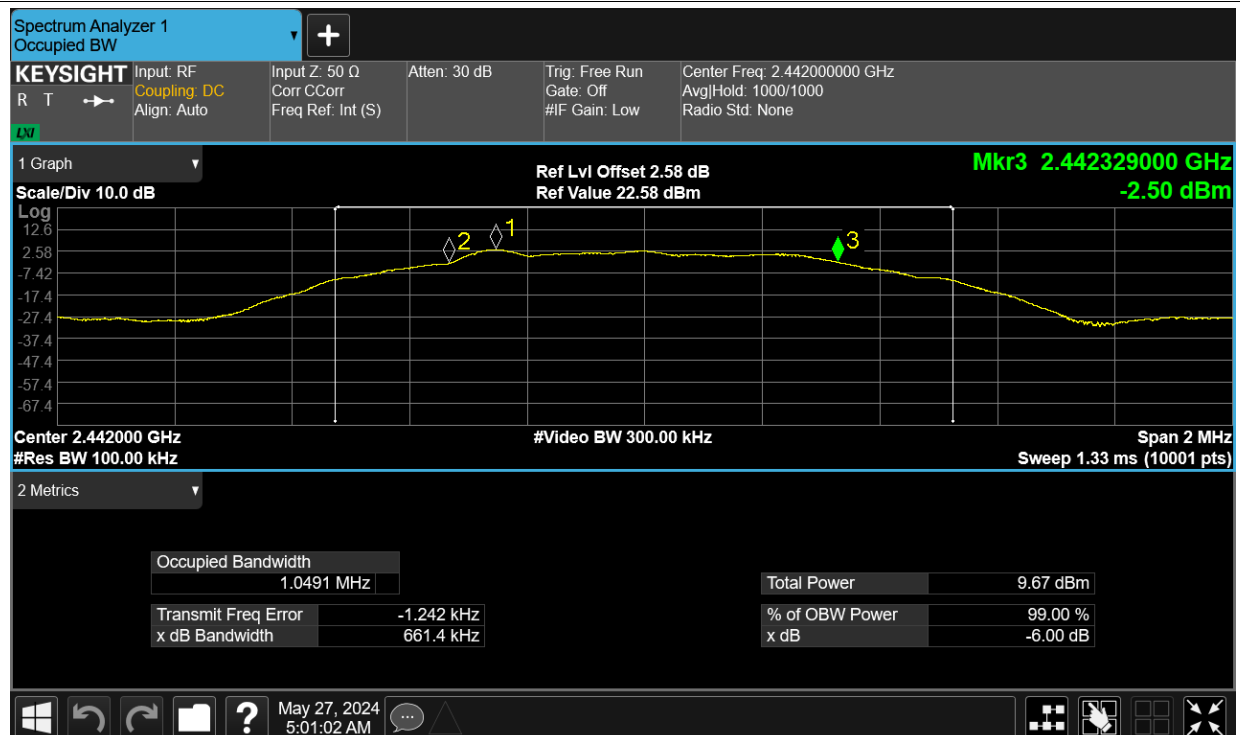 Spectrum Analyzer 1
Occupied BW
KEYSIGHT
R T
LXI
Input: RF
Coupling: DC
Align: Auto
Input Z: 50 Ω
Corr CCorr
Freq Ref: Int (S)
Atten: 30 dB
Trig: Free Run
Gate: Off
#IF Gain: Low
Center Freq: 2.442000000 GHz
Avg|Hold: 1000/1000
Radio Std: None
1 Graph
Scale/Div 10.0 dB
Ref Lvl Offset 2.58 dB
Ref Value 22.58 dBm
Mkr3 2.442329000 GHz
-2.50 dBm
Log
12.6
2.58
-7.42
-17.4
-27.4
-37.4
-47.4
-57.4
-67.4
2
1
3
Center 2.442000 GHz
#Res BW 100.00 kHz
#Video BW 300.00 kHz
Span 2 MHz
Sweep 1.33 ms (10001 pts)
2 Metrics
Occupied Bandwidth
1.0491 MHz
Transmit Freq Error -1.242 kHz
x dB Bandwidth 661.4 kHz
Total Power 9.67 dBm
% of OBW Power 99.00 %
x dB -6.00 dB
?
May 27, 2024
5:01:02 AM